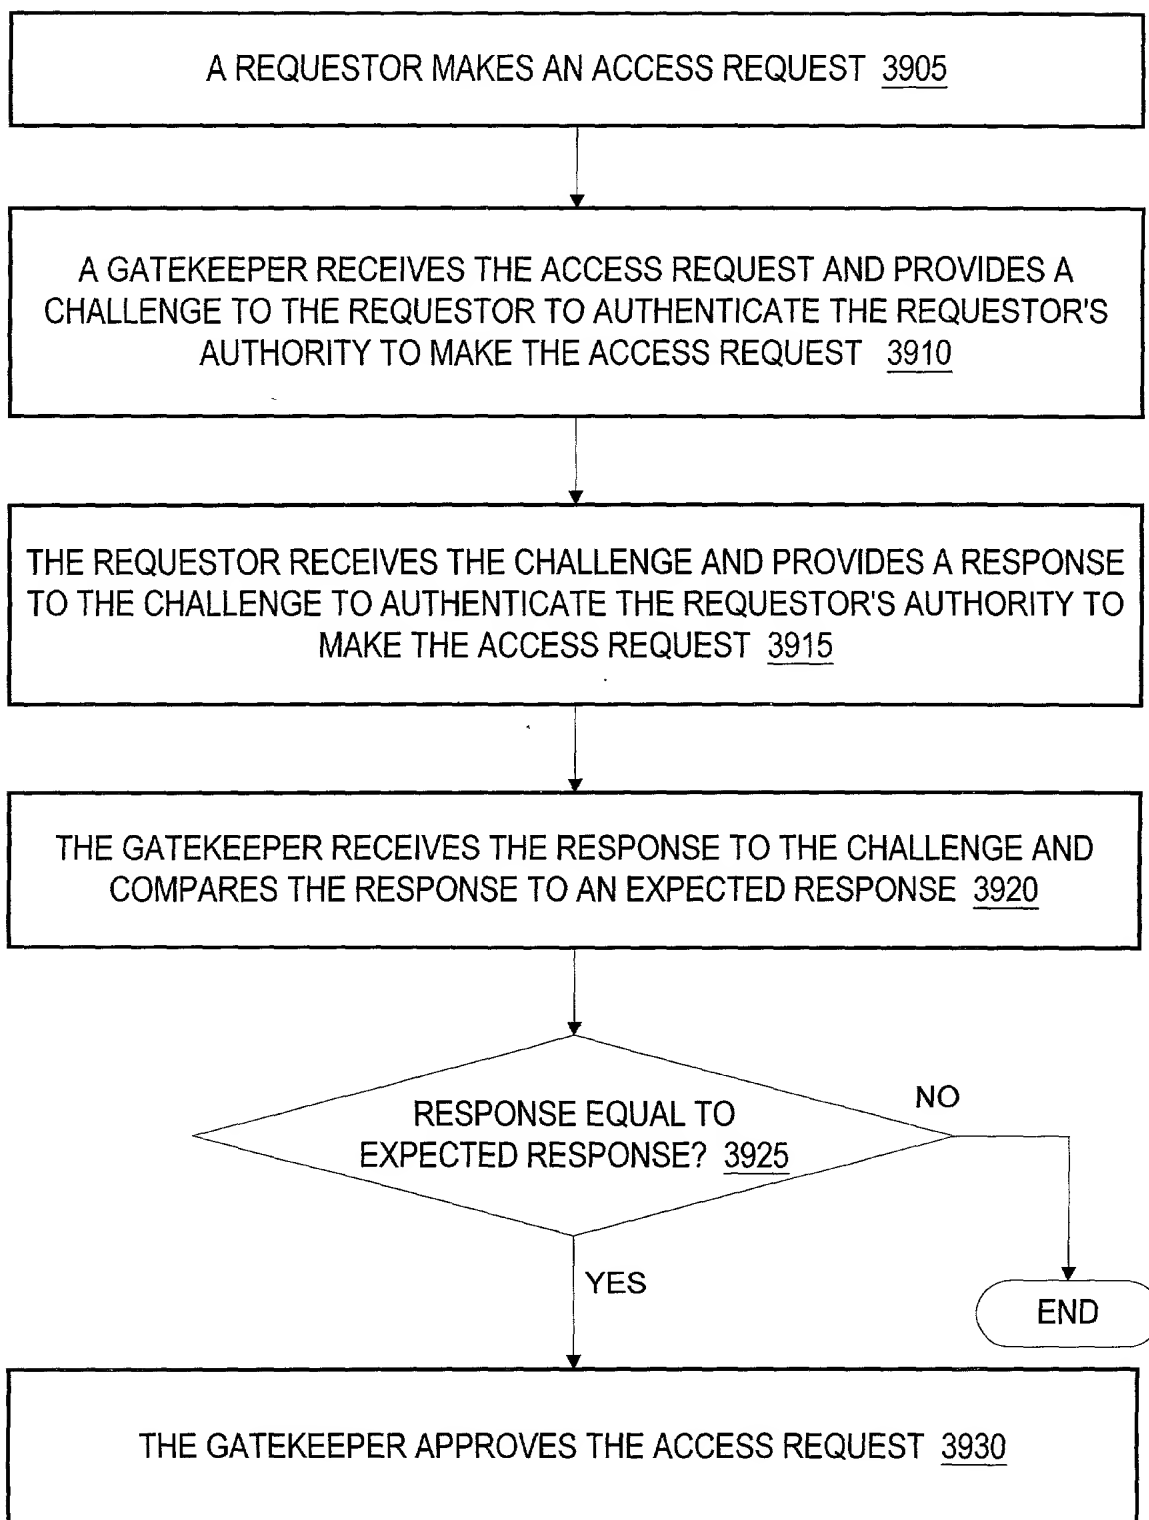 A REQUESTOR MAKES AN ACCESS REQUEST 3905
A GATEKEEPER RECEIVES THE ACCESS REQUEST AND PROVIDES A
CHALLENGE TO THE REQUESTOR TO AUTHENTICATE THE REQUESTOR'S
AUTHORITY TO MAKE THE ACCESS REQUEST 3910
THE REQUESTOR RECEIVES THE CHALLENGE AND PROVIDES A RESPONSE
TO THE CHALLENGE TO AUTHENTICATE THE REQUESTOR'S AUTHORITY TO
MAKE THE ACCESS REQUEST 3915
THE GATEKEEPER RECEIVES THE RESPONSE TO THE CHALLENGE AND
COMPARES THE RESPONSE TO AN EXPECTED RESPONSE 3920
NO
RESPONSE EQUAL TO
EXPECTED RESPONSE? 3925
YES
END
THE GATEKEEPER APPROVES THE ACCESS REQUEST 3930